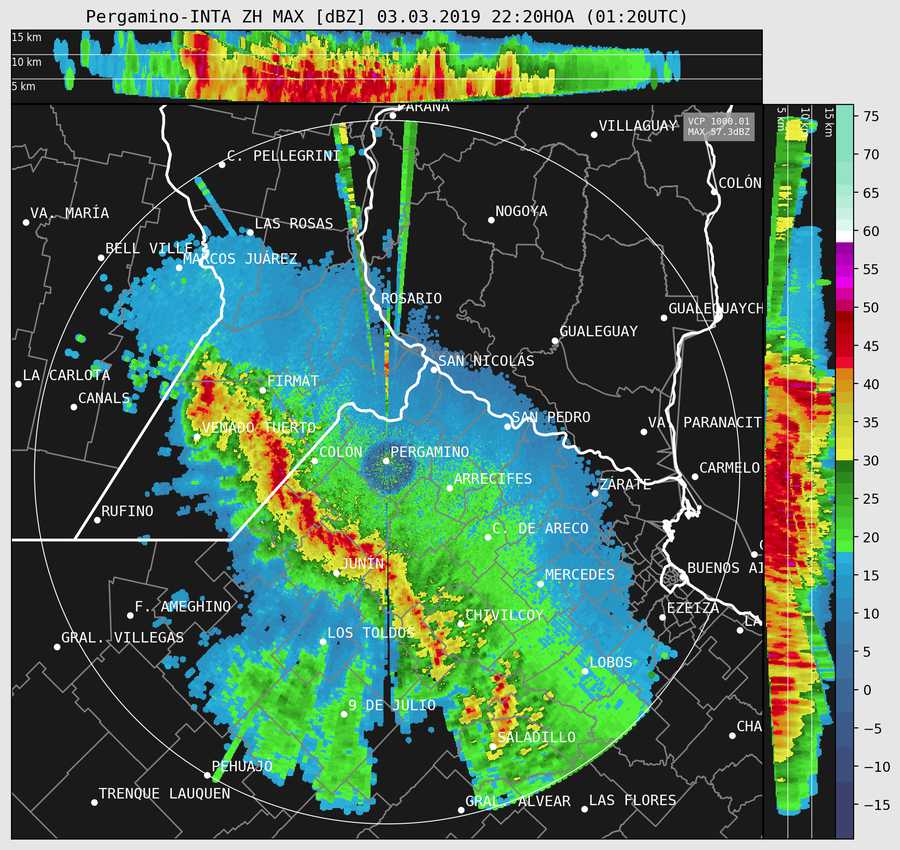 Pergamino-INTA ZH MAX [dBZ] 03.03.2019 22:20HOA (01:20UTC)
15 km
10 km
5 km
PARANÁ
VCP 1000.01
MAX 57.3dBZ
5 km
10 km
15 km
VILLAGUAY
C. PELLEGRINI
COLÓN
VA. MARÍA
NOGOYA
LAS ROSAS
BELL VILLE
MARCOS JUÁREZ
ROSARIO
GUALEGUAYCH
GUALEGUAY
SAN NICOLÁS
LA CARLOTA
FIRMAT
CANALS
SAN PEDRO
VENADO TUERTO
VA. PARANACIT
COLÓN
PERGAMINO
CARMELO
ARRECIFES
ZÁRATE
RUFINO
C. DE ARECO
C
JUNÍN
BUENOS AI
MERCEDES
F. AMEGHINO
CHIVILCOY
EZEIZA
LA
GRAL. VILLEGAS
LOS TOLDOS
LOBOS
9 DE JULIO
CHA
SALADILLO
PEHUAJO
TRENQUE LAUQUEN
GRAL. ALVEAR
LAS FLORES
75
70
65
60
55
50
45
40
35
30
25
20
15
10
5
0
−5
−10
−15